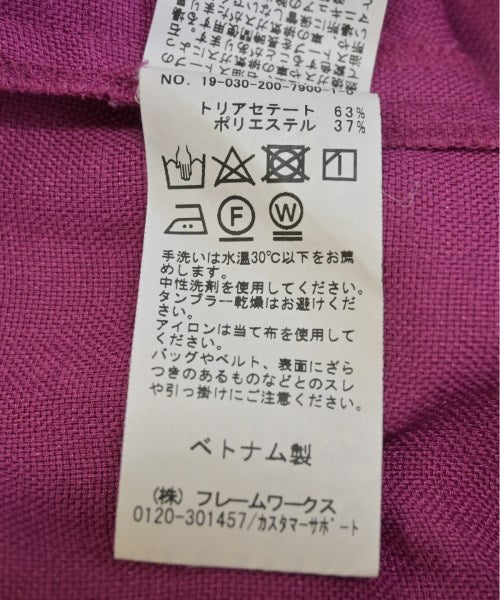 NO. 19-030-200-7900-1-0
トリアセテート 63%
ポリエステル 37%
F
W
手洗いは水温30℃以下をお薦
めします。
中性洗剤を使用してください。
タンブラー乾燥はお避けくだ
さい。
アイロンは当て布を使用して
ください。
バッグやベルト、表面にざら
つきのあるものなどとのスレ
や引っ掛けにご注意ください。
ベトナム製
(株) フレームワークス
0120-301457/カスタマーサポート